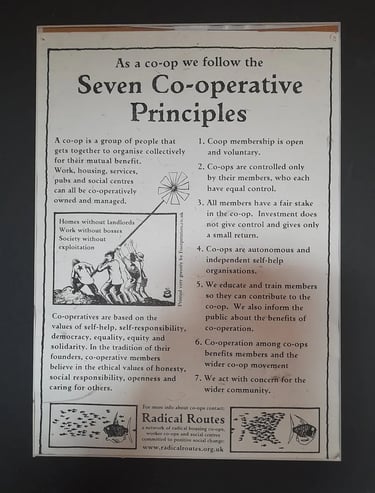 As a co-op we follow the
Seven Co-operative
Principles
A co-op is a group of people that
gets together to organise collectively
for their mutual benefit.
Work, housing, services,
pubs and social centres
can all be co-operatively
owned and managed.
Homes without landlords
Work without bosses
Society without
exploitation
Co-operatives are based on the
values of self-help, self-responsibility,
democracy, equality, equity and
solidarity. In the tradition of their
founders, co-operative members
believe in the ethical values of honesty,
social responsibility, openness and
caring for others.
1. Coop membership is open
and voluntary.
2. Co-ops are controlled only
by their members, who each
have equal control.
3. All members have a fair stake
in the co-op. Investment does
not give control and gives only
a small return.
4. Co-ops are autonomous and
independent self-help
organisations.
5. We educate and train members
so they can contribute to the
co-op. We also inform the
public about the benefits of
co-operation.
6. Co-operation among co-ops
benefits members and the
wider co-op movement
7. We act with concern for the
wider community.
For more info about co-ops contact:
Radical Routes
a network of radical housing co-ops,
worker co-ops and social centres
committed to positive social change:
www.radicalroutes.org.uk